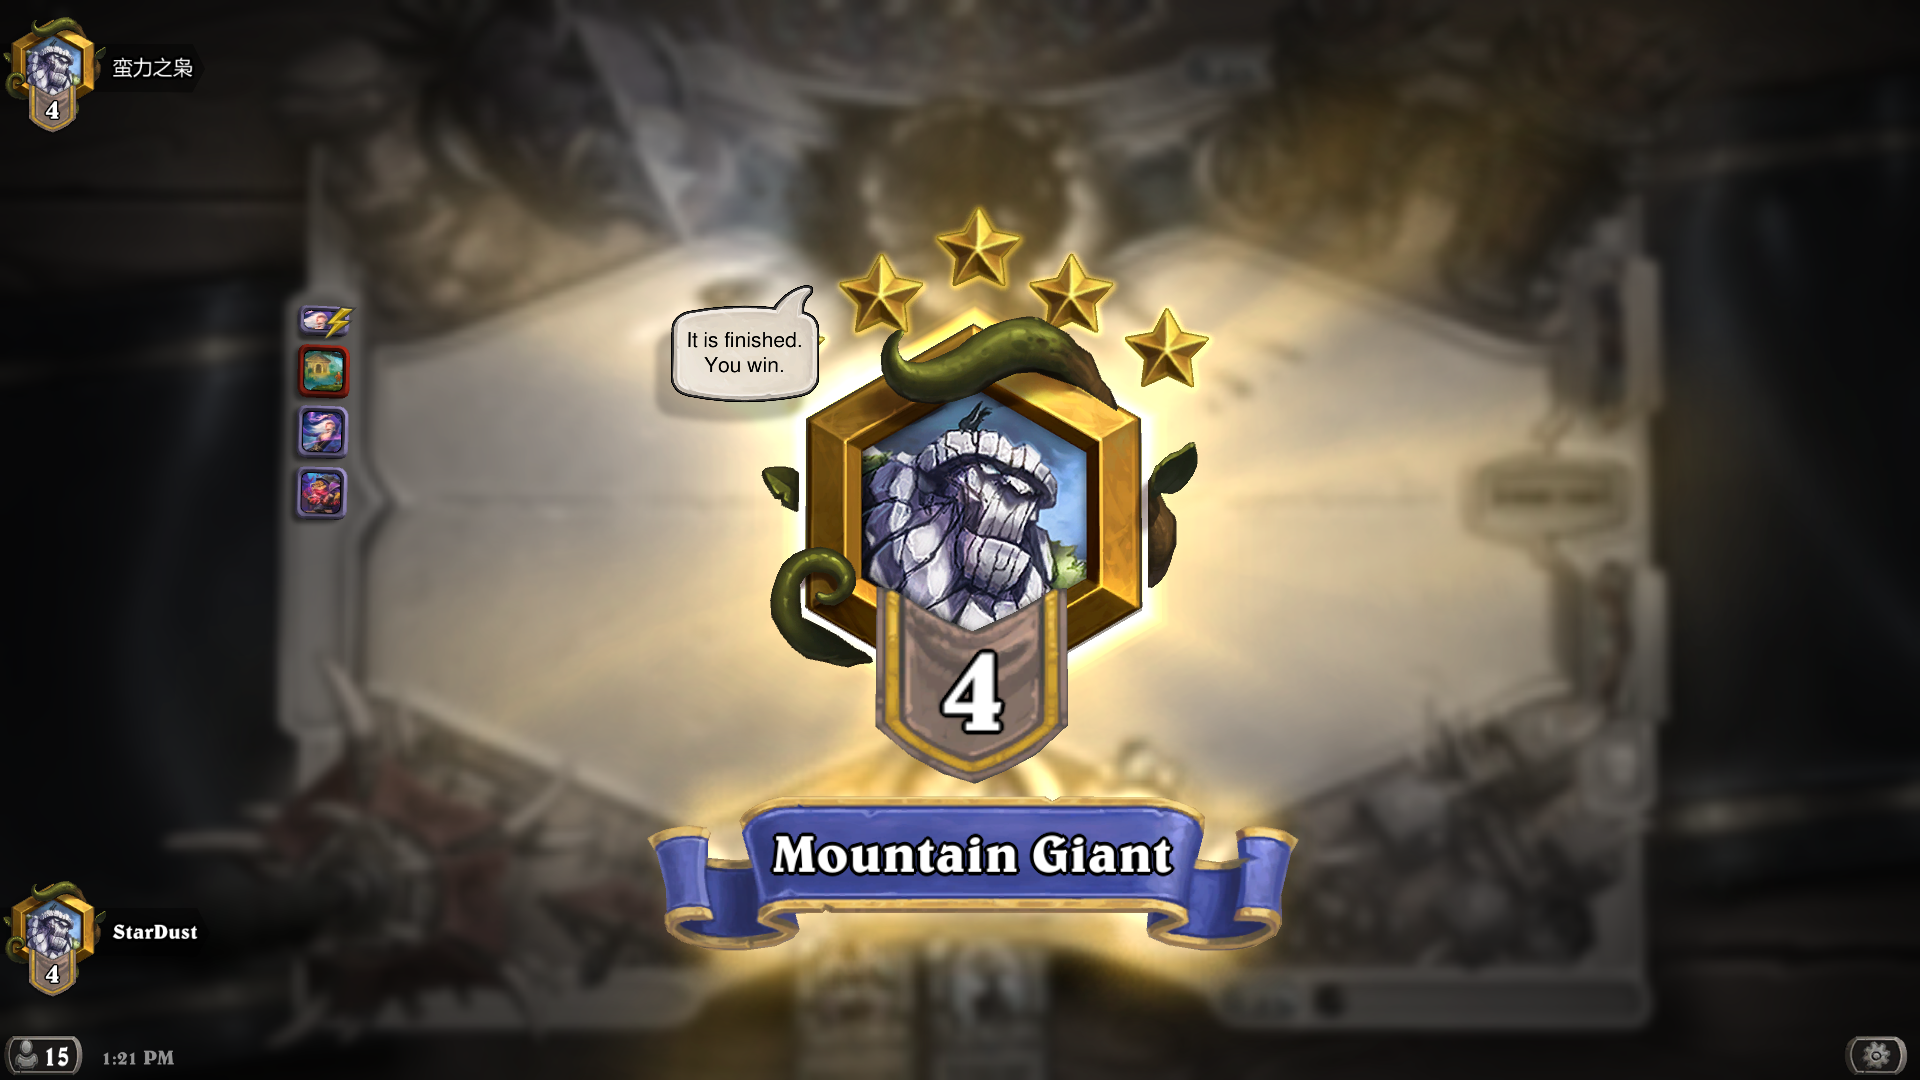 蛮力之枭
4
It is finished.
You win.
4
Mountain Giant
StarDust
4
15
1:21 PM